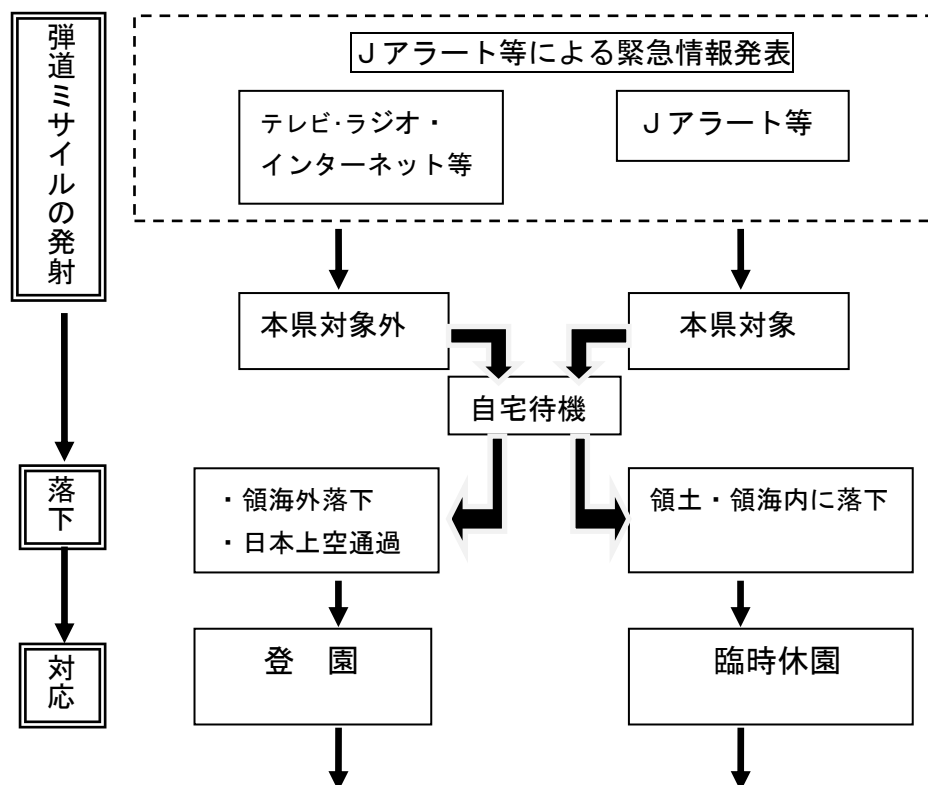 弾道ミサイルの発射
Jアラート等による緊急情報発表
テレビ･ラジオ・
インターネット等
Jアラート等
本県対象外
本県対象
自宅待機
落下
・領海外落下
・日本上空通過
領土・領海内に落下
対応
登　園
臨時休園